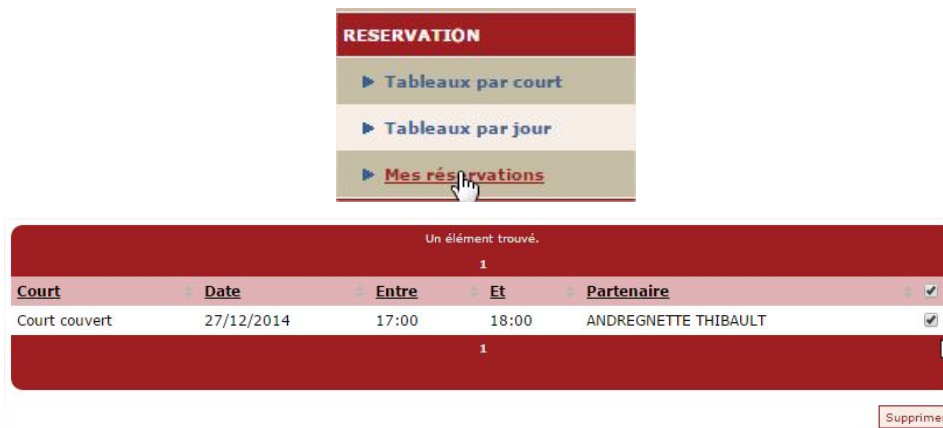 RESERVATION
Tableaux par court
Tableaux par jour
Mes réservations
Un élément trouvé.
1
Court Date Entre Et Partenaire
Court couvert 27/12/2014 17:00 18:00 ANDREGNETTE THIBAULT
1
Supprimer